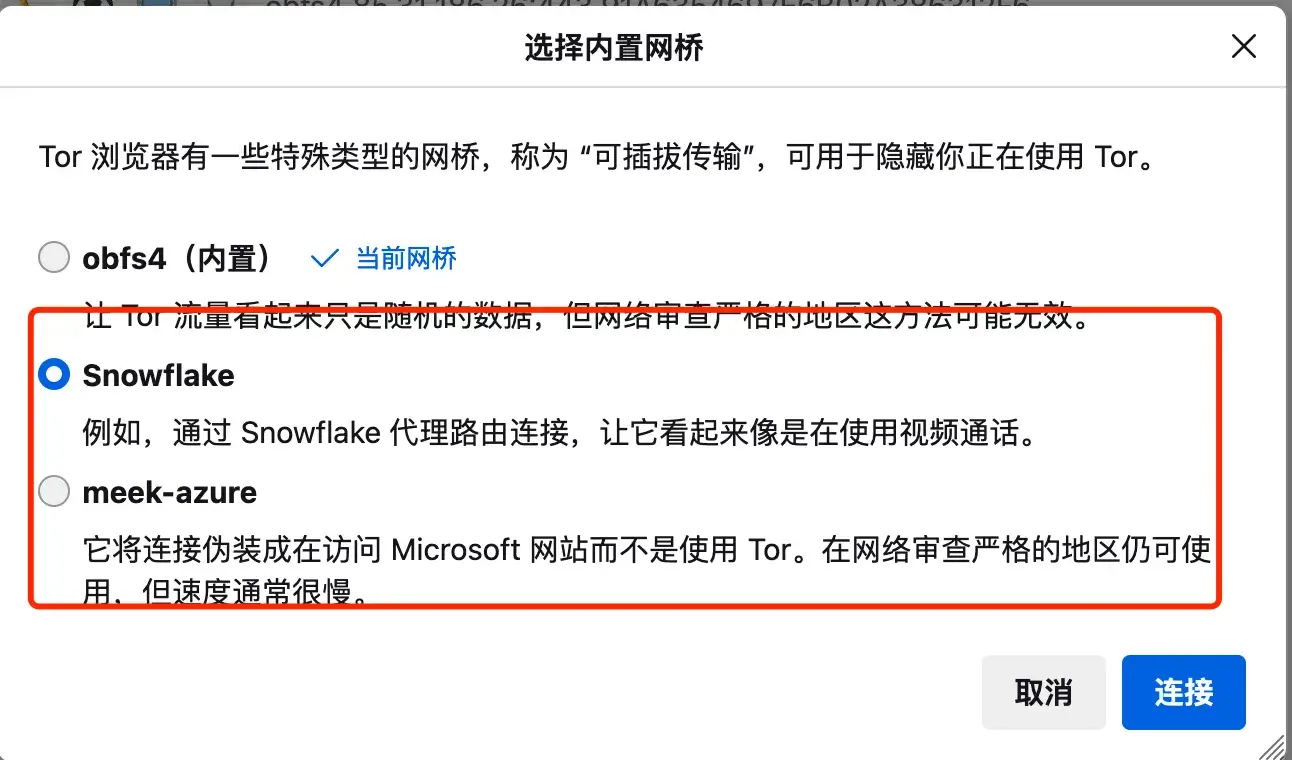 选择内置网桥
Tor 浏览器有一些特殊类型的网桥，称为 “可插拔传输”，可用于隐藏你正在使用 Tor。
obfs4（内置） 当前网桥
让 Tor 流量看起来只是随机的数据，但网络审查严格的地区这方法可能无效。
Snowflake
例如，通过 Snowflake 代理路由连接，让它看起来像是在使用视频通话。
meek-azure
它将连接伪装成在访问 Microsoft 网站而不是使用 Tor。在网络审查严格的地区仍可使
用，但速度通常很慢。
取消 连接